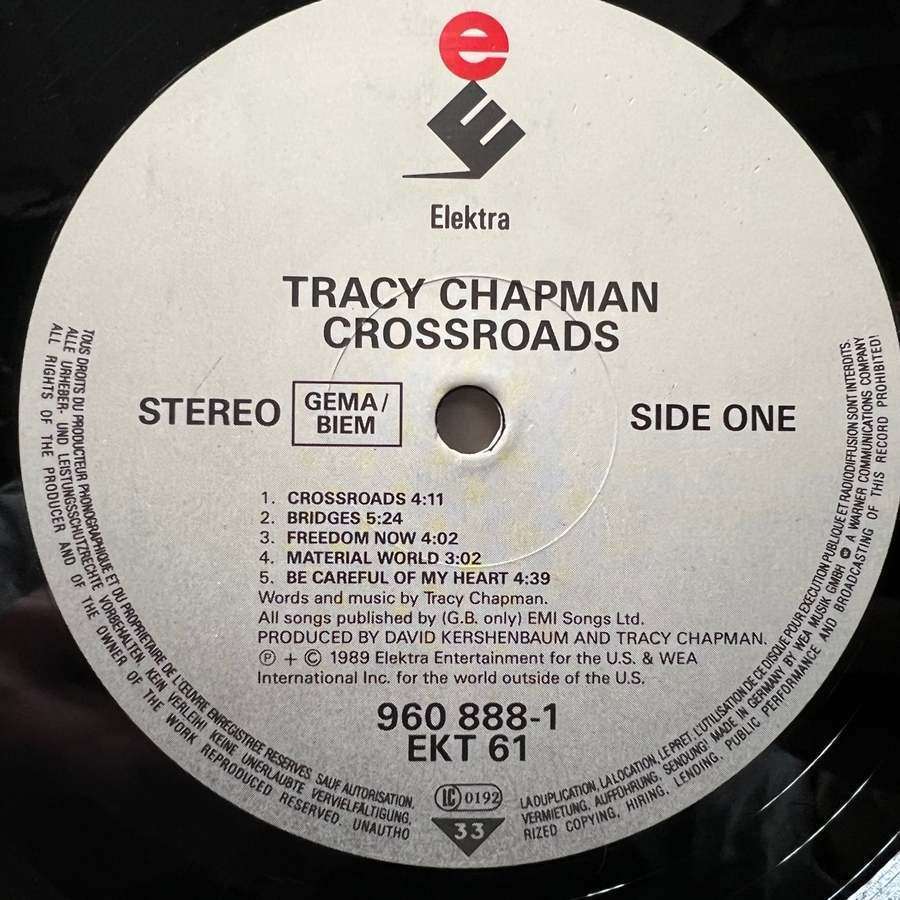 e
E
Elektra
TRACY CHAPMAN
CROSSROADS
STEREO GEMA/BIEM SIDE ONE
1. CROSSROADS 4:11
2. BRIDGES 5:24
3. FREEDOM NOW 4:02
4. MATERIAL WORLD 3:02
5. BE CAREFUL OF MY HEART 4:39
Words and music by Tracy Chapman.
All songs published by (G.B. only) EMI Songs Ltd.
PRODUCED BY DAVID KERSHENBAUM AND TRACY CHAPMAN.
Ⓟ + © 1989 Elektra Entertainment for the U.S. & WEA
International Inc. for the world outside of the U.S.
960 888-1
EKT 61
LC 0192
33
TOUS DROITS DU PRODUCTEUR PHONOGRAPHIQUE ET DU PROPRIETAIRE DE L'ŒUVRE ENREGISTREE RESERVES. SAUF AUTORISATION,
LA DUPLICATION, LA LOCATION, LE PRET, L'UTILISATION DE CE DISQUE POUR EXECUTION PUBLIQUE ET RADIODIFFUSION SONT INTERDITS.
ALLE URHEBER- UND LEISTUNGSSCHUTZRECHTE VORBEHALTEN. KEIN VERLEIH! KEINE UNERLAUBTE VERVIELFÄLTIGUNG,
VERMIETUNG, AUFFÜHRUNG, SENDUNG! MADE IN GERMANY BY WEA MUSIK GMBH A WARNER COMMUNICATIONS COMPANY
ALL RIGHTS OF THE PRODUCER AND OF THE OWNER OF THE WORK REPRODUCED RESERVED. UNAUTHO
RIZED COPYING, HIRING, LENDING, PUBLIC PERFORMANCE AND BROADCASTING OF THIS RECORD PROHIBITED!